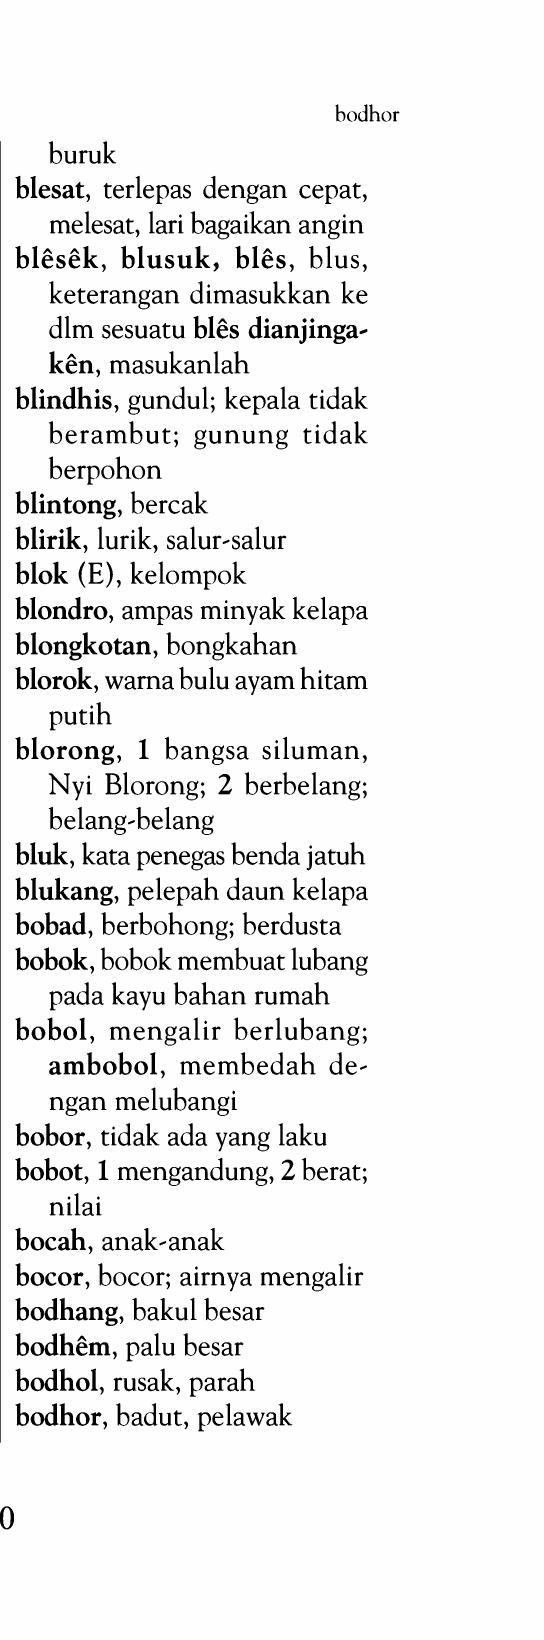 bodhor
buruk
blesat, terlepas dengan cepat,
melesat, lari bagaikan angin
blêsêk, blusuk, blês, blus,
keterangan dimasukkan ke
dlm sesuatu blês dianjinga-
kên, masukanlah
blindhis, gundul; kepala tidak
berambut; gunung tidak
berpohon
blintong, bercak
blirik, lurik, salur-salur
blok (E), kelompok
blondro, ampas minyak kelapa
blongkotan, bongkahan
blorok, warna bulu ayam hitam
putih
blorong, 1 bangsa siluman,
Nyi Blorong; 2 berbelang;
belang-belang
bluk, kata penegas benda jatuh
blukang, pelepah daun kelapa
bobad, berbohong; berdusta
bobok, bobok membuat lubang
pada kayu bahan rumah
bobol, mengalir berlubang;
ambobol, membedah de-
ngan melubangi
bobor, tidak ada yang laku
bobot, 1 mengandung, 2 berat;
nilai
bocah, anak-anak
bocor, bocor; airnya mengalir
bodhang, bakul besar
bodhêm, palu besar
bodhol, rusak, parah
bodhor, badut, pelawak
0